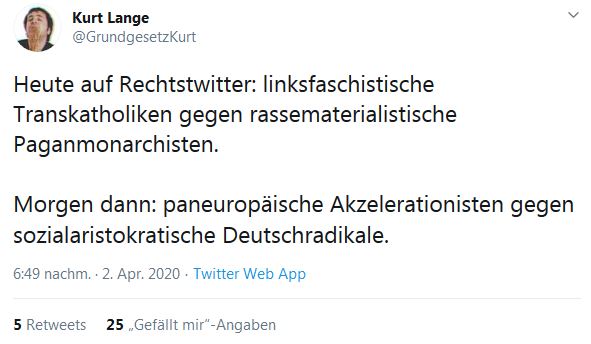 Kurt Lange
@GrundgesetzKurt
Heute auf Rechtstwitter: linksfaschistische
Transkatholiken gegen rassematerialistische
Paganmonarchisten.
Morgen dann: paneuropäische Akzelerationisten gegen
sozialaristokratische Deutschradikale.
6:49 nachm. · 2. Apr. 2020 · Twitter Web App
5 Retweets 25 „Gefällt mir“-Angaben